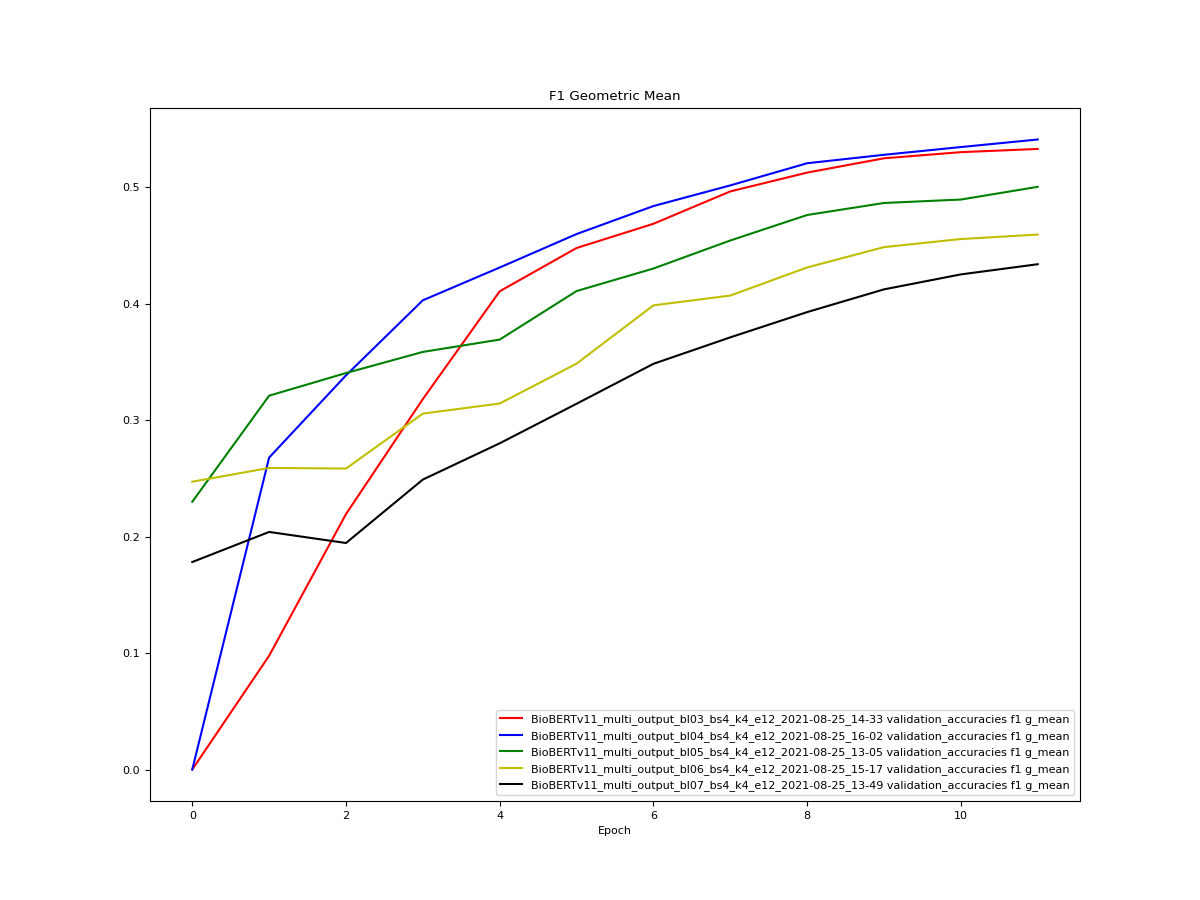 F1 Geometric Mean
0.5
0.4
0.3
0.2
0.1
0.0
BioBERTv11_multi_output_bl03_bs4_k4_e12_2021-08-25_14-33 validation_accuracies f1 g_mean
BioBERTv11_multi_output_bl04_bs4_k4_e12_2021-08-25_16-02 validation_accuracies f1 g_mean
BioBERTv11_multi_output_bl05_bs4_k4_e12_2021-08-25_13-05 validation_accuracies f1 g_mean
BioBERTv11_multi_output_bl06_bs4_k4_e12_2021-08-25_15-17 validation_accuracies f1 g_mean
BioBERTv11_multi_output_bl07_bs4_k4_e12_2021-08-25_13-49 validation_accuracies f1 g_mean
0 2 4 6 8 10
Epoch